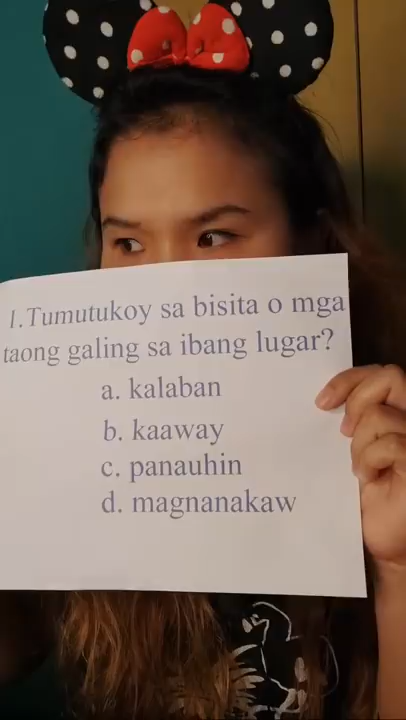 1.Tumutukoy sa bisita o mga
taong galing sa ibang lugar?
a. kalaban
b. kaaway
c. panauhin
d. magnanakaw